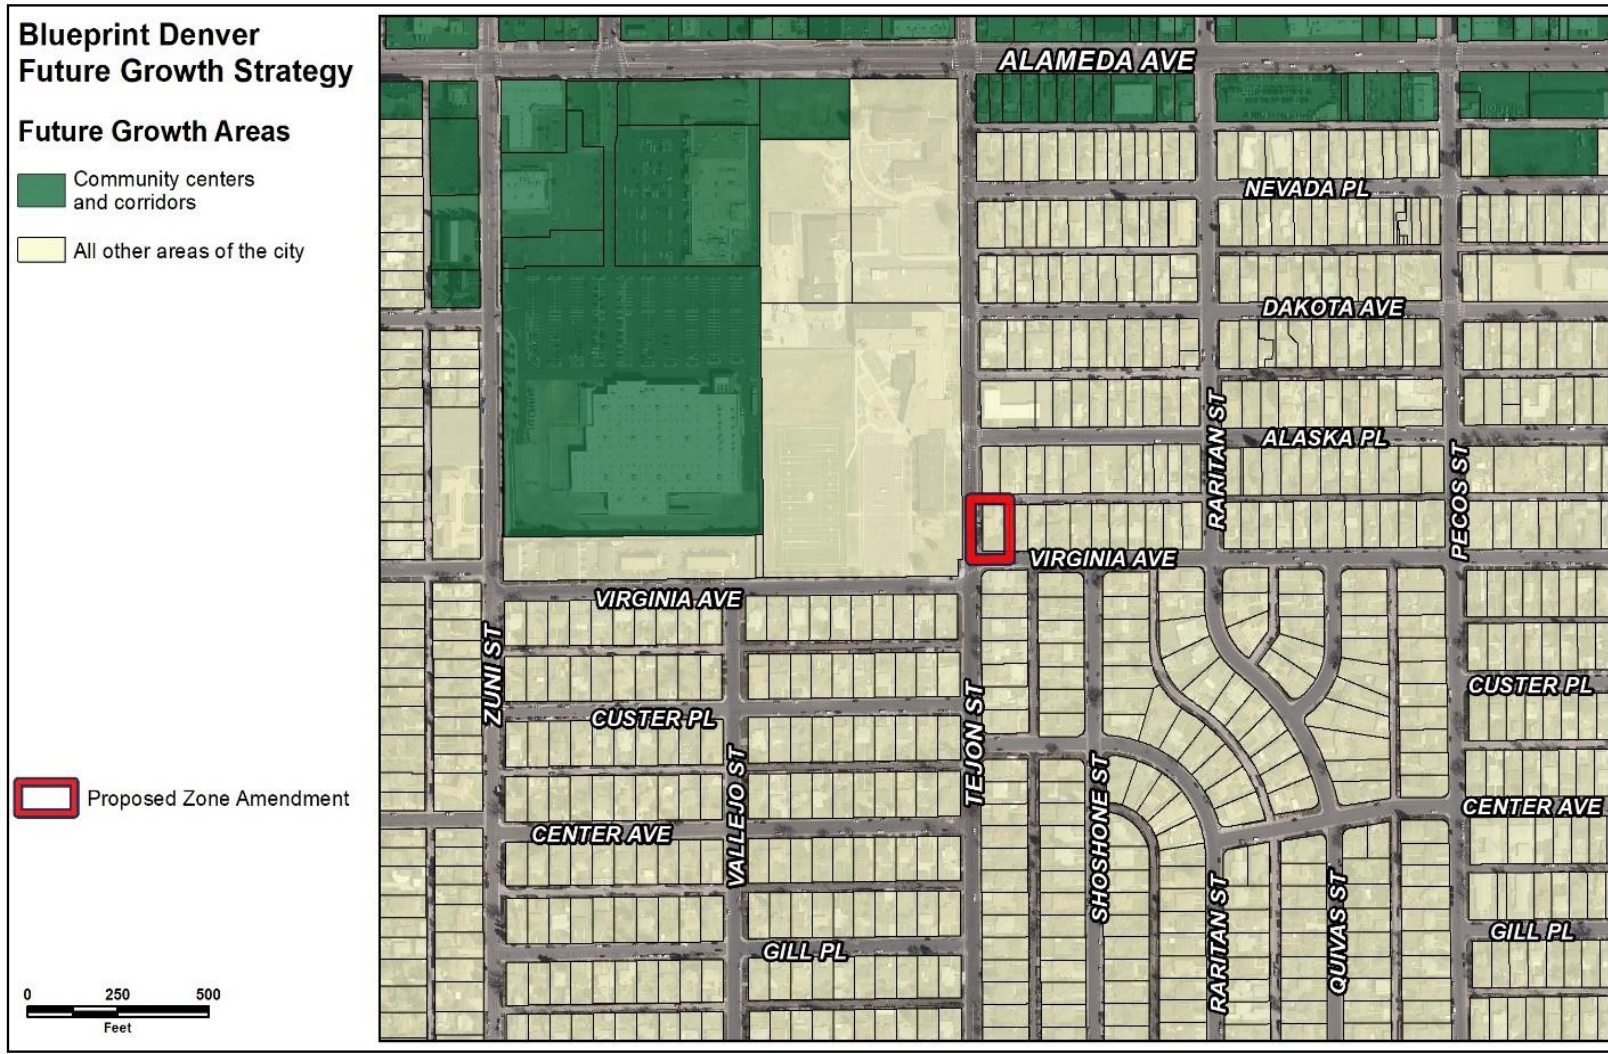 Blueprint Denver
Future Growth Strategy
Future Growth Areas
Community centers
and corridors
All other areas of the city
Proposed Zone Amendment
0 250 500
Feet
ALAMEDA AVE
NEVADA PL
DAKOTA AVE
RARITAN ST
ALASKA PL
PECOS ST
VIRGINIA AVE
VIRGINIA AVE
ZUNI ST
CUSTER PL
CUSTER PL
TEJON ST
VALLEJO ST
SHOSHONE ST
CENTER AVE
CENTER AVE
RARITAN ST
QUIVAS ST
GILL PL
GILL PL